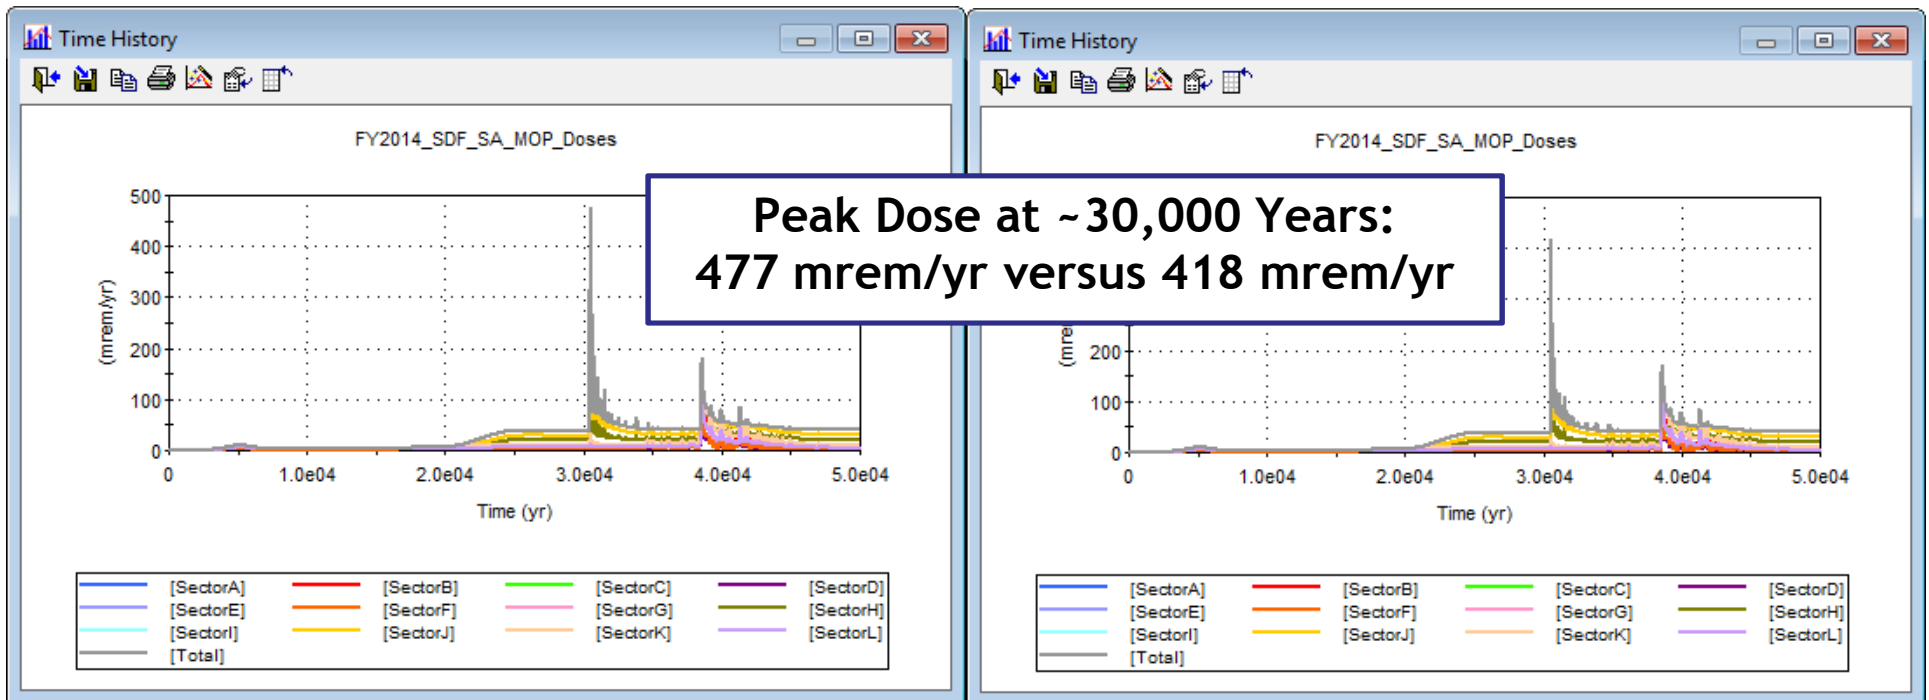 Time History
FY2014_SDF_SA_MOP_Doses
500
400
300
200
100
0
(mrem/yr)
0 1.0e04 2.0e04 3.0e04 4.0e04 5.0e04
Time (yr)
[SectorA] [SectorB] [SectorC] [SectorD]
[SectorE] [SectorF] [SectorG] [SectorH]
[SectorI] [SectorJ] [SectorK] [SectorL]
[Total]
Peak Dose at ~30,000 Years:
477 mrem/yr versus 418 mrem/yr
Time History
FY2014_SDF_SA_MOP_Doses
200
100
0
(mre
0 1.0e04 2.0e04 3.0e04 4.0e04 5.0e04
Time (yr)
[SectorA] [SectorB] [SectorC] [SectorD]
[SectorE] [SectorF] [SectorG] [SectorH]
[SectorI] [SectorJ] [SectorK] [SectorL]
[Total]